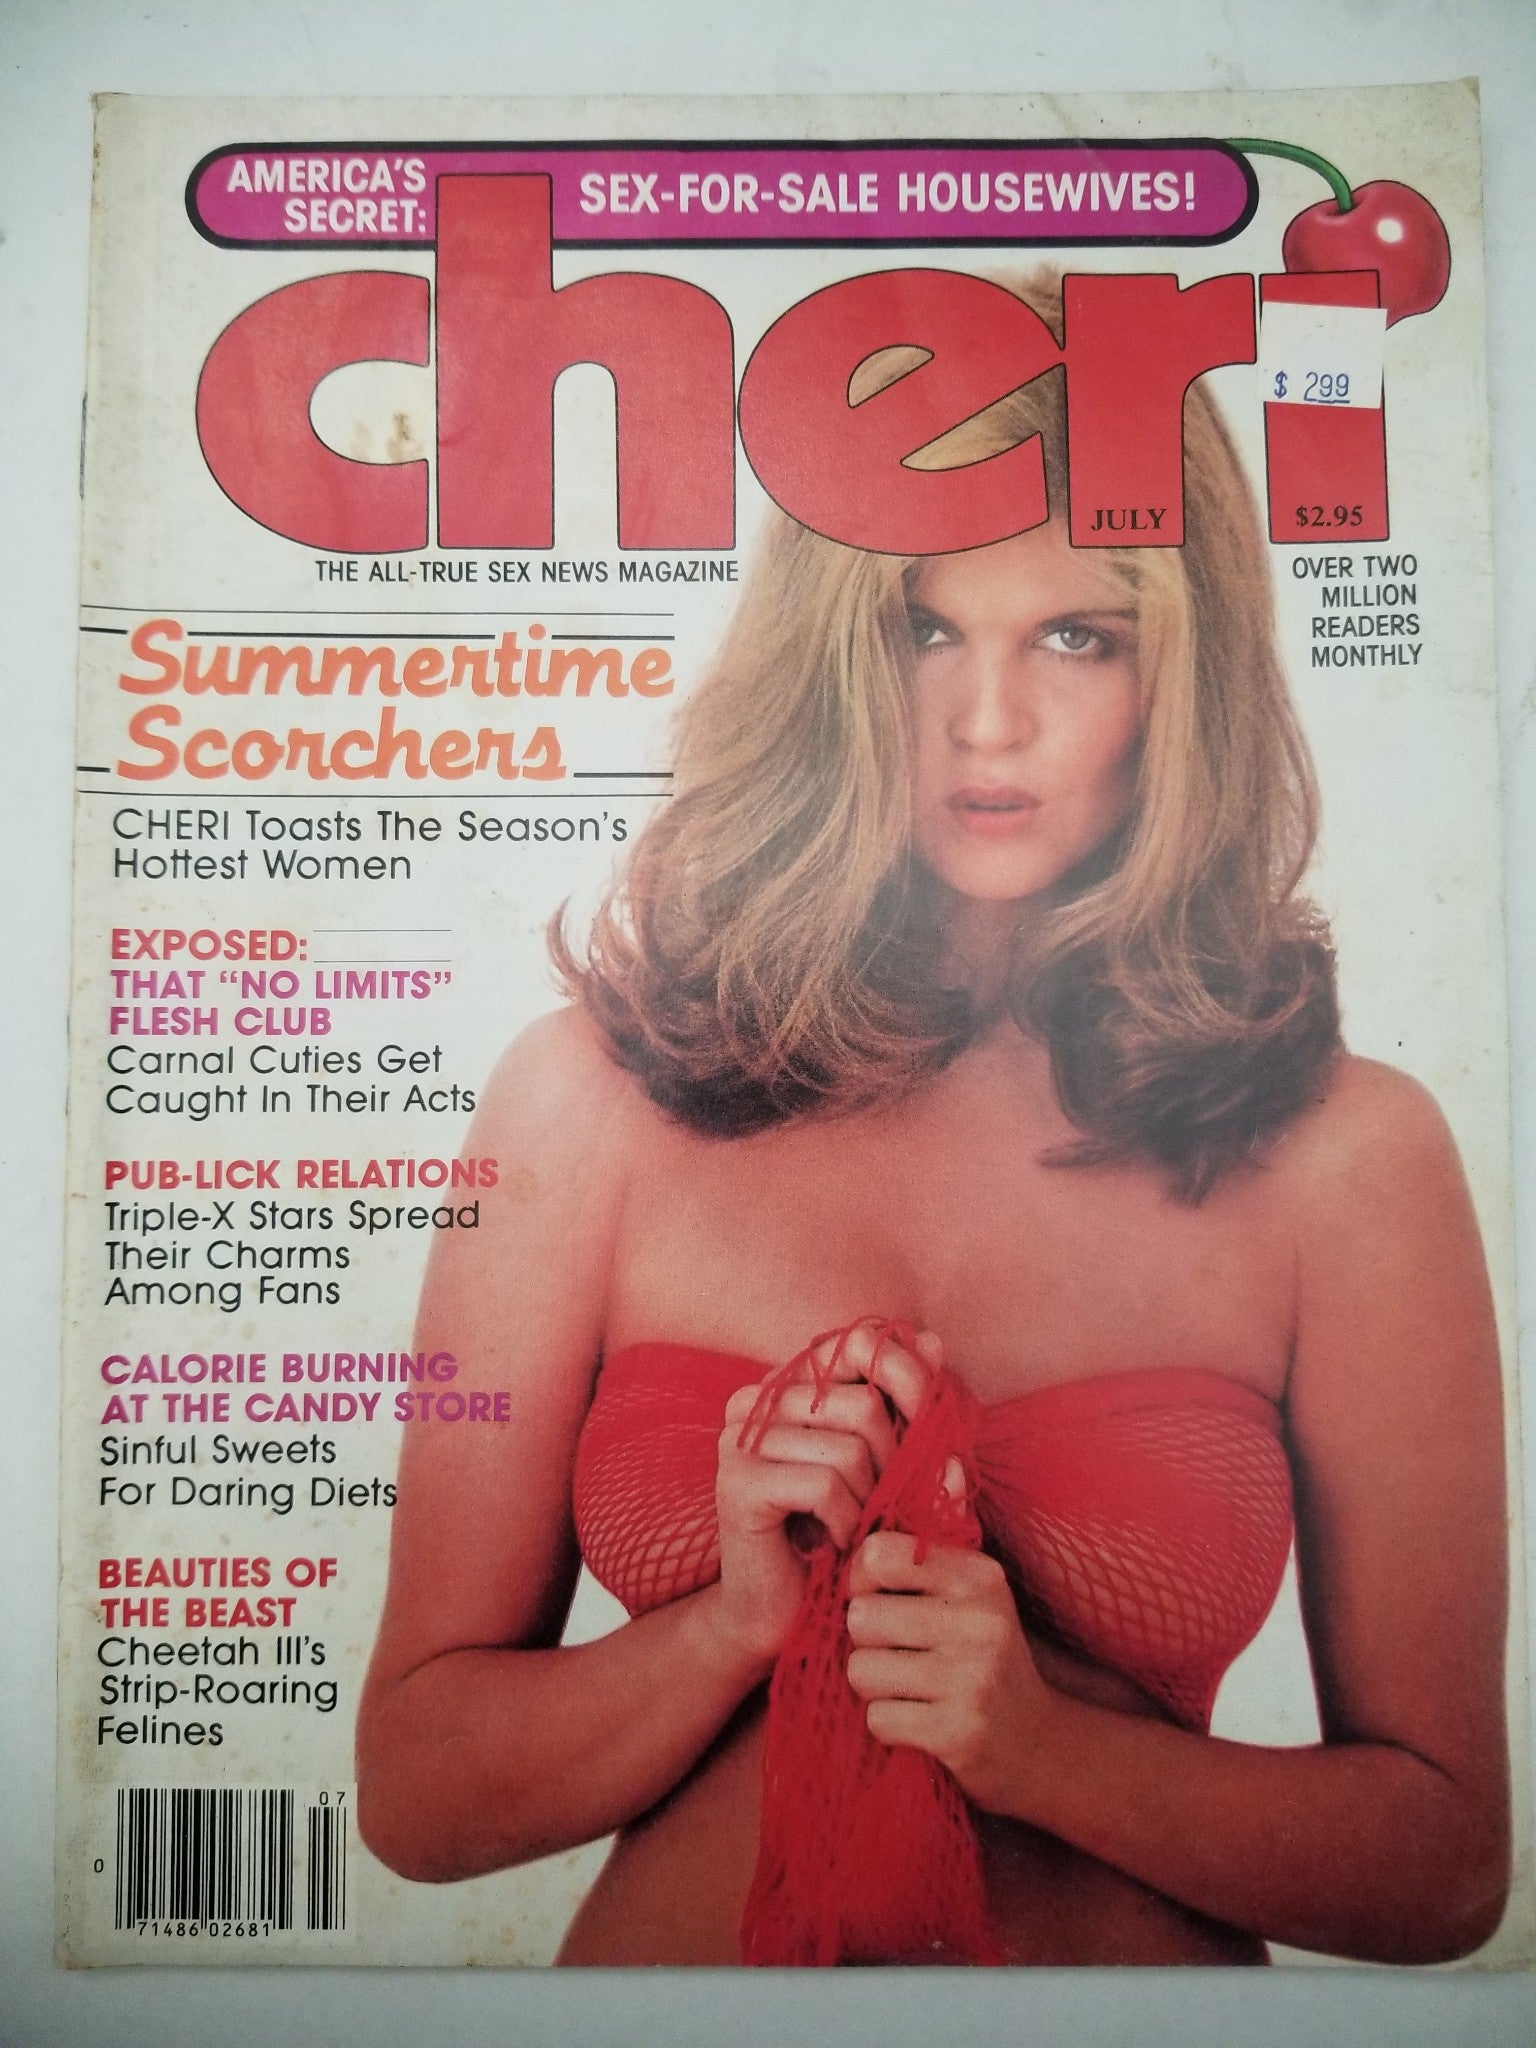 AMERICA'S
SECRET:
SEX-FOR-SALE HOUSEWIVES!
cheri
$ 299
JULY
$2.95
THE ALL-TRUE SEX NEWS MAGAZINE
OVER TWO
MILLION
READERS
MONTHLY
Summertime
Scorchers
CHERI Toasts The Season's
Hottest Women
EXPOSED:
THAT "NO LIMITS"
FLESH CLUB
Carnal Cuties Get
Caught In Their Acts
PUB-LICK RELATIONS
Triple-X Stars Spread
Their Charms
Among Fans
CALORIE BURNING
AT THE CANDY STORE
Sinful Sweets
For Daring Diets
BEAUTIES OF
THE BEAST
Cheetah III's
Strip-Roaring
Felines
07
0
71486 02681